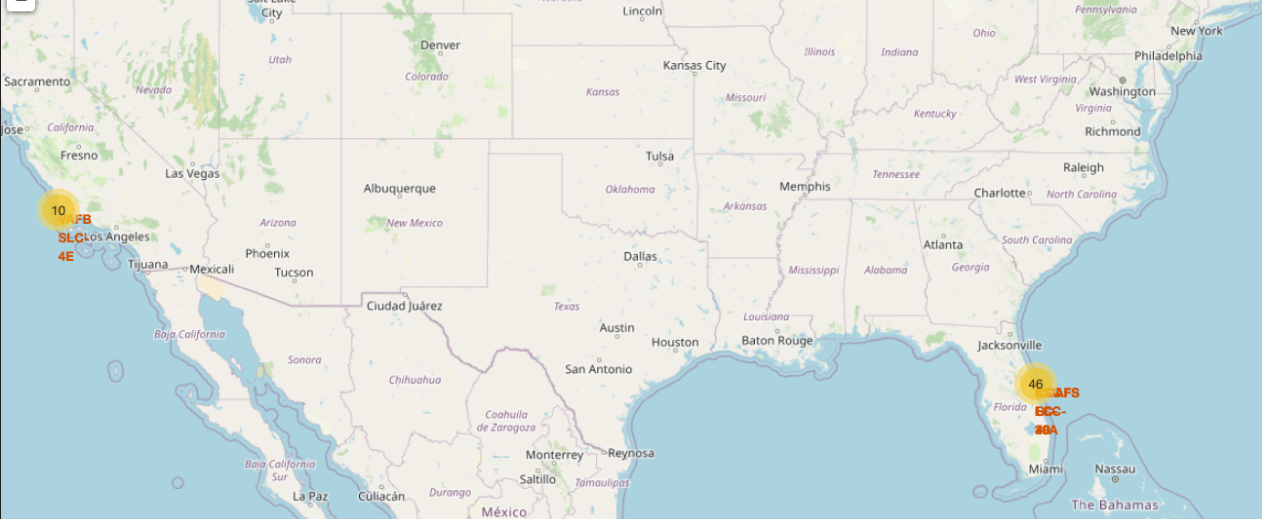 Salt Lake
City
Nebraska
Lincoln
Pennsylvania
New York
Ohio
Illinois
Indiana
Philadelphia
Denver
Utah
Colorado
Kansas City
Kansas
West Virginia
Washington
Sacramento
Nevada
Missouri
Virginia
Kentucky
Jose
California
Richmond
Fresno
Tulsa
Raleigh
Las Vegas
Tennessee
Albuquerque
Oklahoma
Memphis
Charlotte
North Carolina
10
Arkansas
AFB
Arizona
New Mexico
SLC-
Los Angeles
South Carolina
4E
Phoenix
Dallas
Atlanta
Tijuana
Mexicali
Tucson
Mississippi
Alabama
Georgia
Ciudad Juárez
Texas
Louisiana
Baja California
Austin
Houston
Baton Rouge
Jacksonville
Sonora
San Antonio
Chihuahua
46
AFS
Coahuila
de Zaragoza
Florida
Monterrey
Reynosa
Baja California
Sur
Saltillo
Tamaulipas
Miami
Nassau
La Paz
Culiacán
Durango
México
The Bahamas